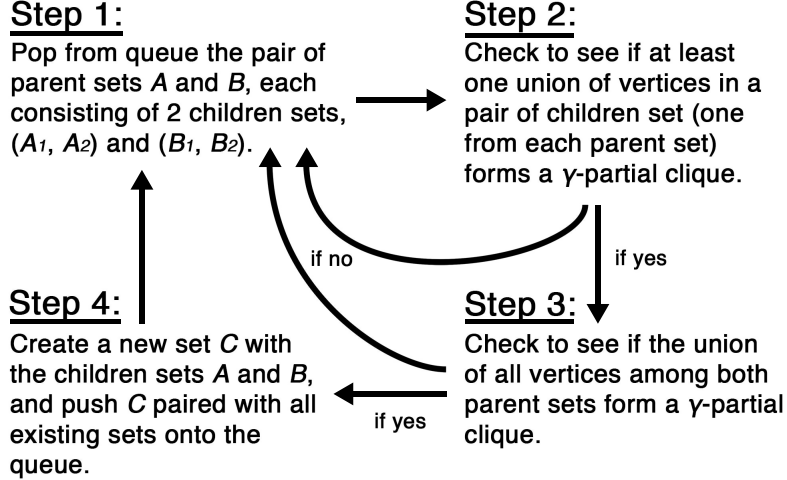 Step 1:
Pop from queue the pair of
parent sets A and B, each
consisting of 2 children sets,
(A1, A2) and (B1, B2).
Step 2:
Check to see if at least
one union of vertices in a
pair of children set (one
from each parent set)
forms a γ-partial clique.
if no
if yes
Step 3:
Check to see if the union
of all vertices among both
parent sets form a γ-partial
clique.
if yes
Step 4:
Create a new set C with
the children sets A and B,
and push C paired with all
existing sets onto the
queue.